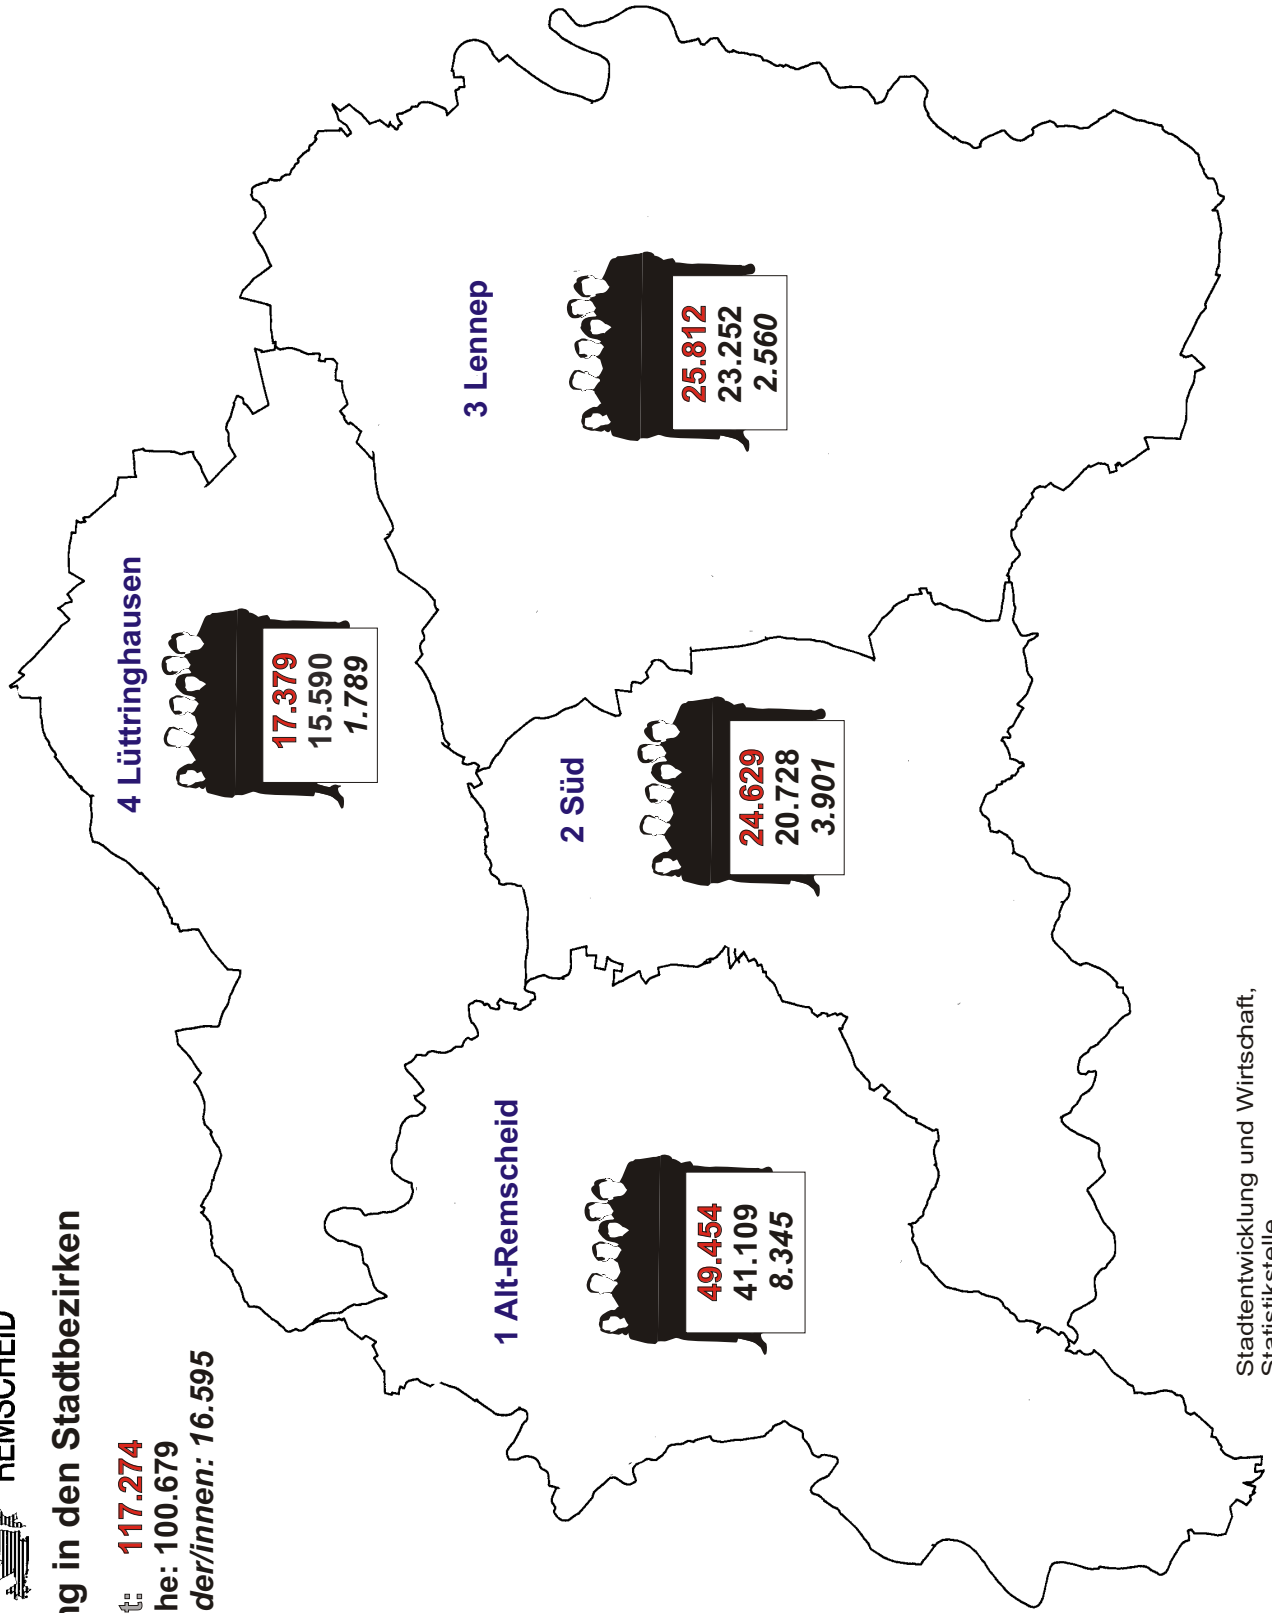 REMSCHEID
in den Stadtbezirken
t: 117.274
he: 100.679
der/innen: 16.595
4 Lüttringhausen
17.379
15.590
1.789
3 Lennep
25.812
23.252
2.560
2 Süd
24.629
20.728
3.901
1 Alt-Remscheid
49.454
41.109
8.345
Stadtentwicklung und Wirtschaft,
Statistikstelle